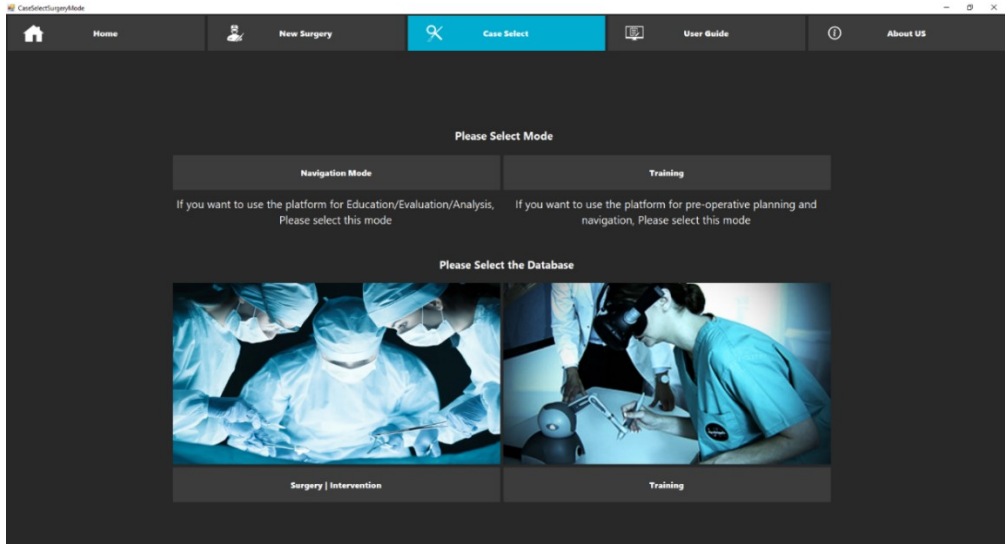 CaseSelectSurgeryMode
Home
New Surgery
Case Select
User Guide
About US
Please Select Mode
Navigation Mode
Training
If you want to use the platform for Education/Evaluation/Analysis,
Please select this mode
If you want to use the platform for pre-operative planning and
navigation, Please select this mode
Please Select the Database
Surgery | Intervention
Training